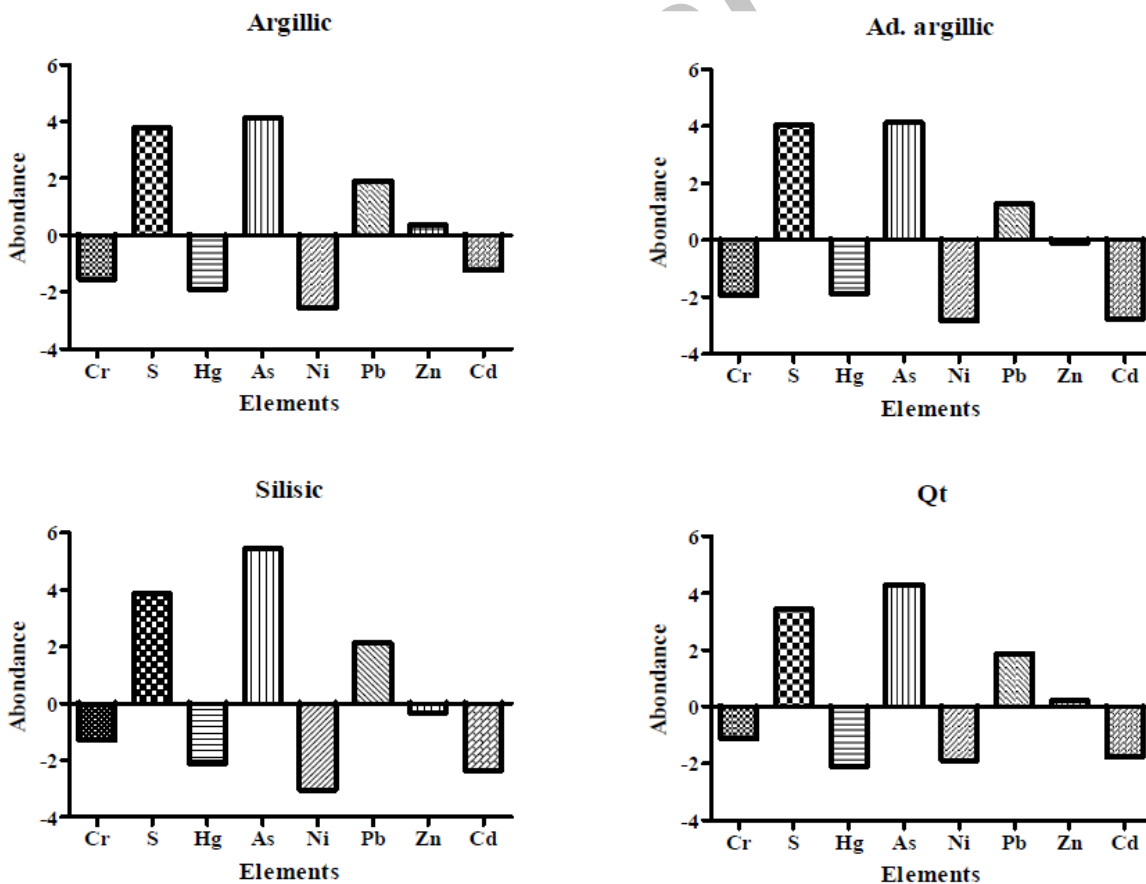 Argillic
6
4
2
0
-2
-4
Abondance
Cr S Hg As Ni Pb Zn Cd
Elements
Ad. argillic
6
4
2
0
-2
-4
Abondance
Cr S Hg As Ni Pb Zn Cd
Elements
Silisic
6
4
2
0
-2
-4
Abondance
Cr S Hg As Ni Pb Zn Cd
Elements
Qt
6
4
2
0
-2
-4
Abondance
Cr S Hg As Ni Pb Zn Cd
Elements